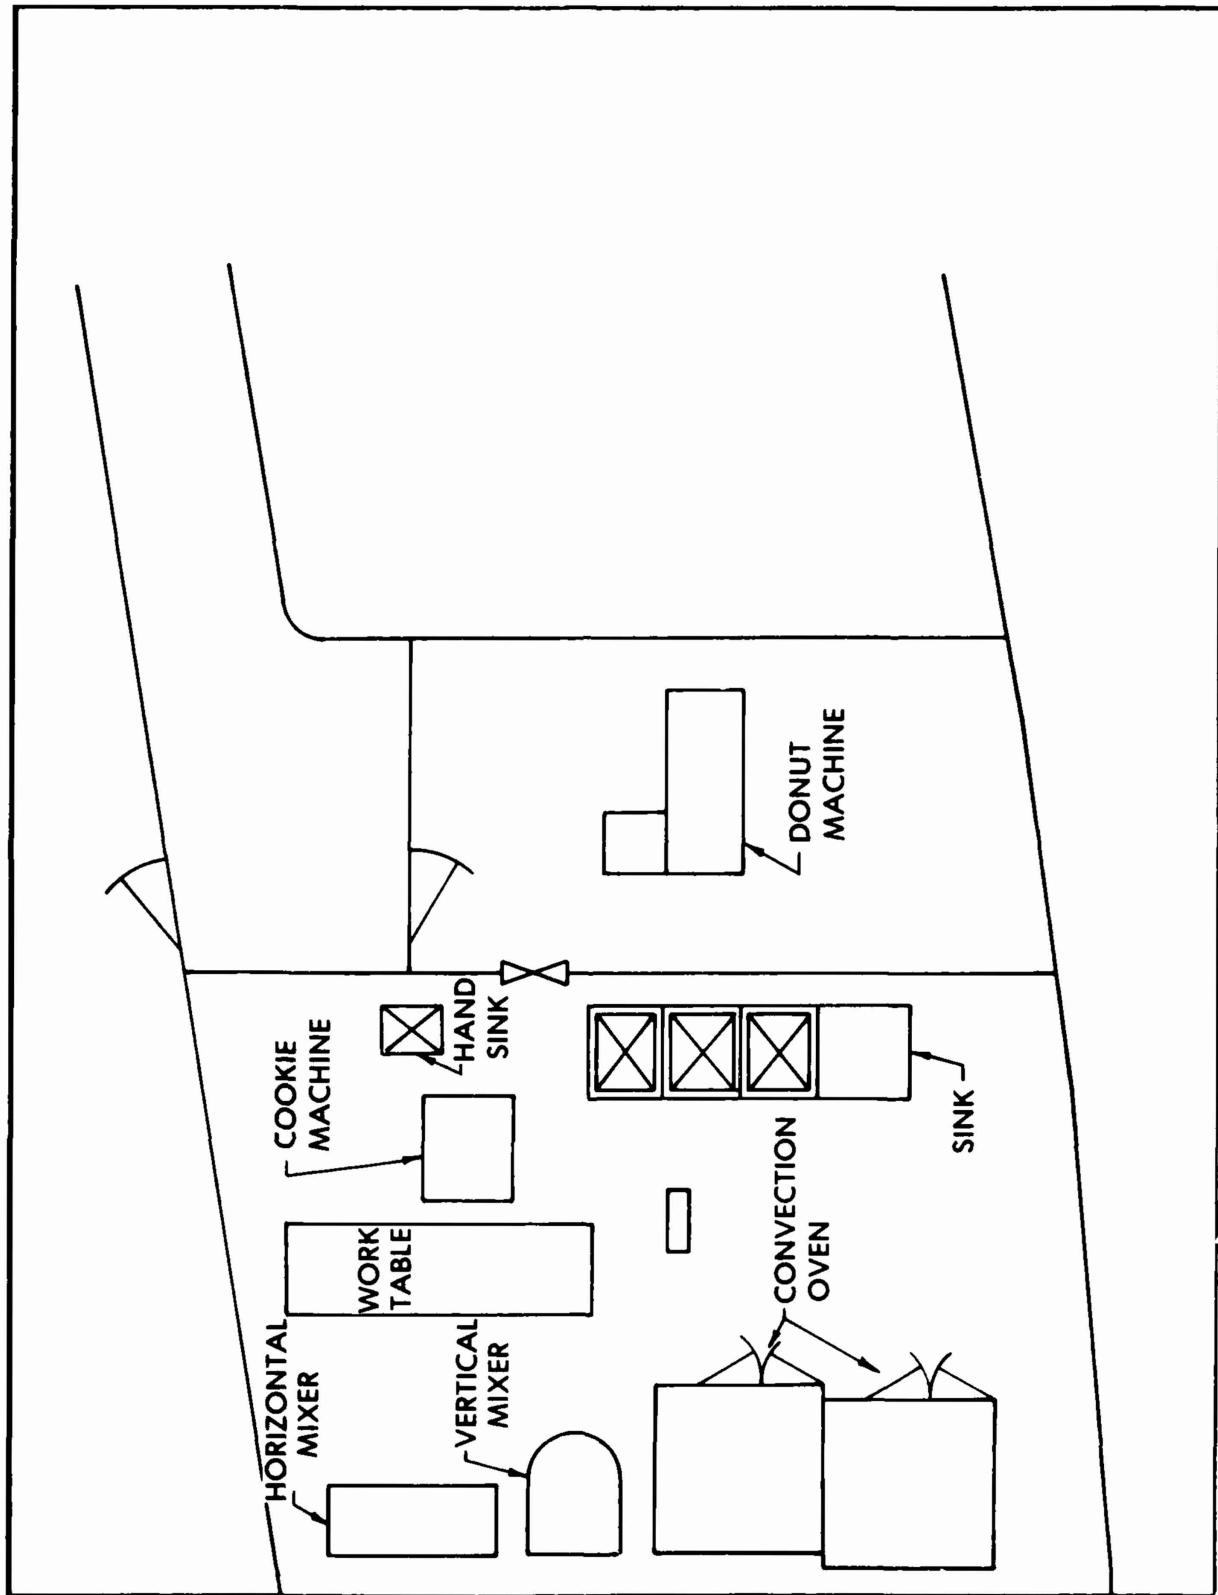 HORIZONTAL
MIXER
VERTICAL
MIXER
WORK
TABLE
COOKIE
MACHINE
HAND
SINK
CONVECTION
OVEN
SINK
DONUT
MACHINE